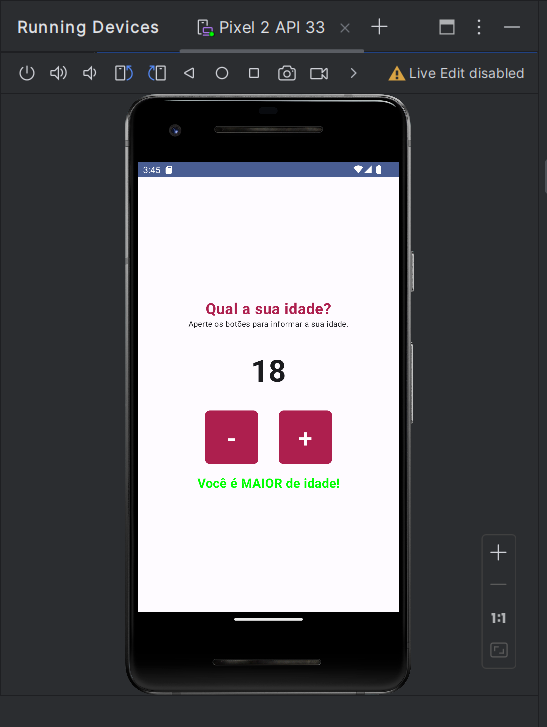 Running Devices
Pixel 2 API 33
Live Edit disabled
3:45
Qual a sua idade?
Aperte os botões para informar a sua idade.
18
- +
Você é MAIOR de idade!
1:1